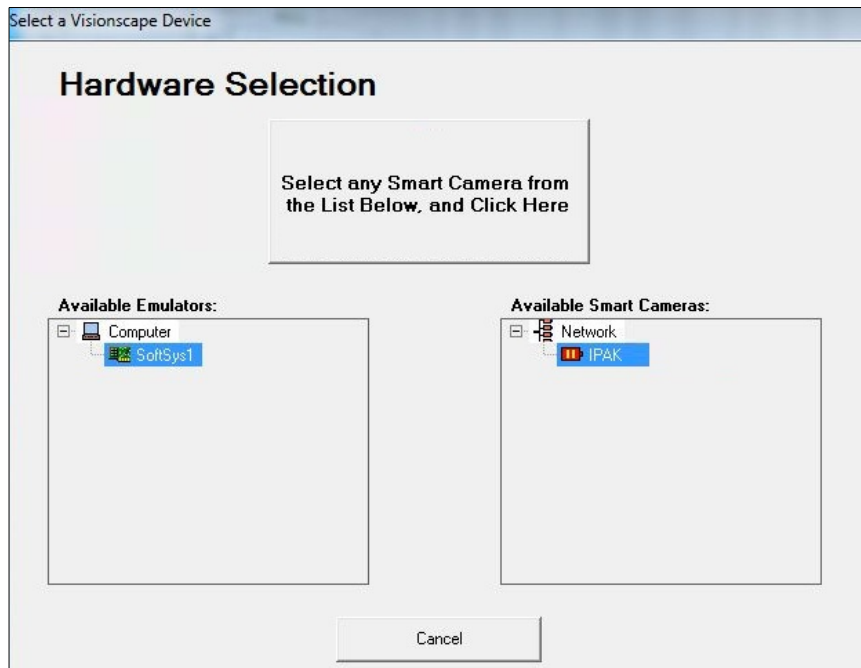 Select a Visionscape Device
Hardware Selection
Select any Smart Camera from
the List Below, and Click Here
Available Emulators:
Computer
SoftSys1
Available Smart Cameras:
Network
IPAK
Cancel